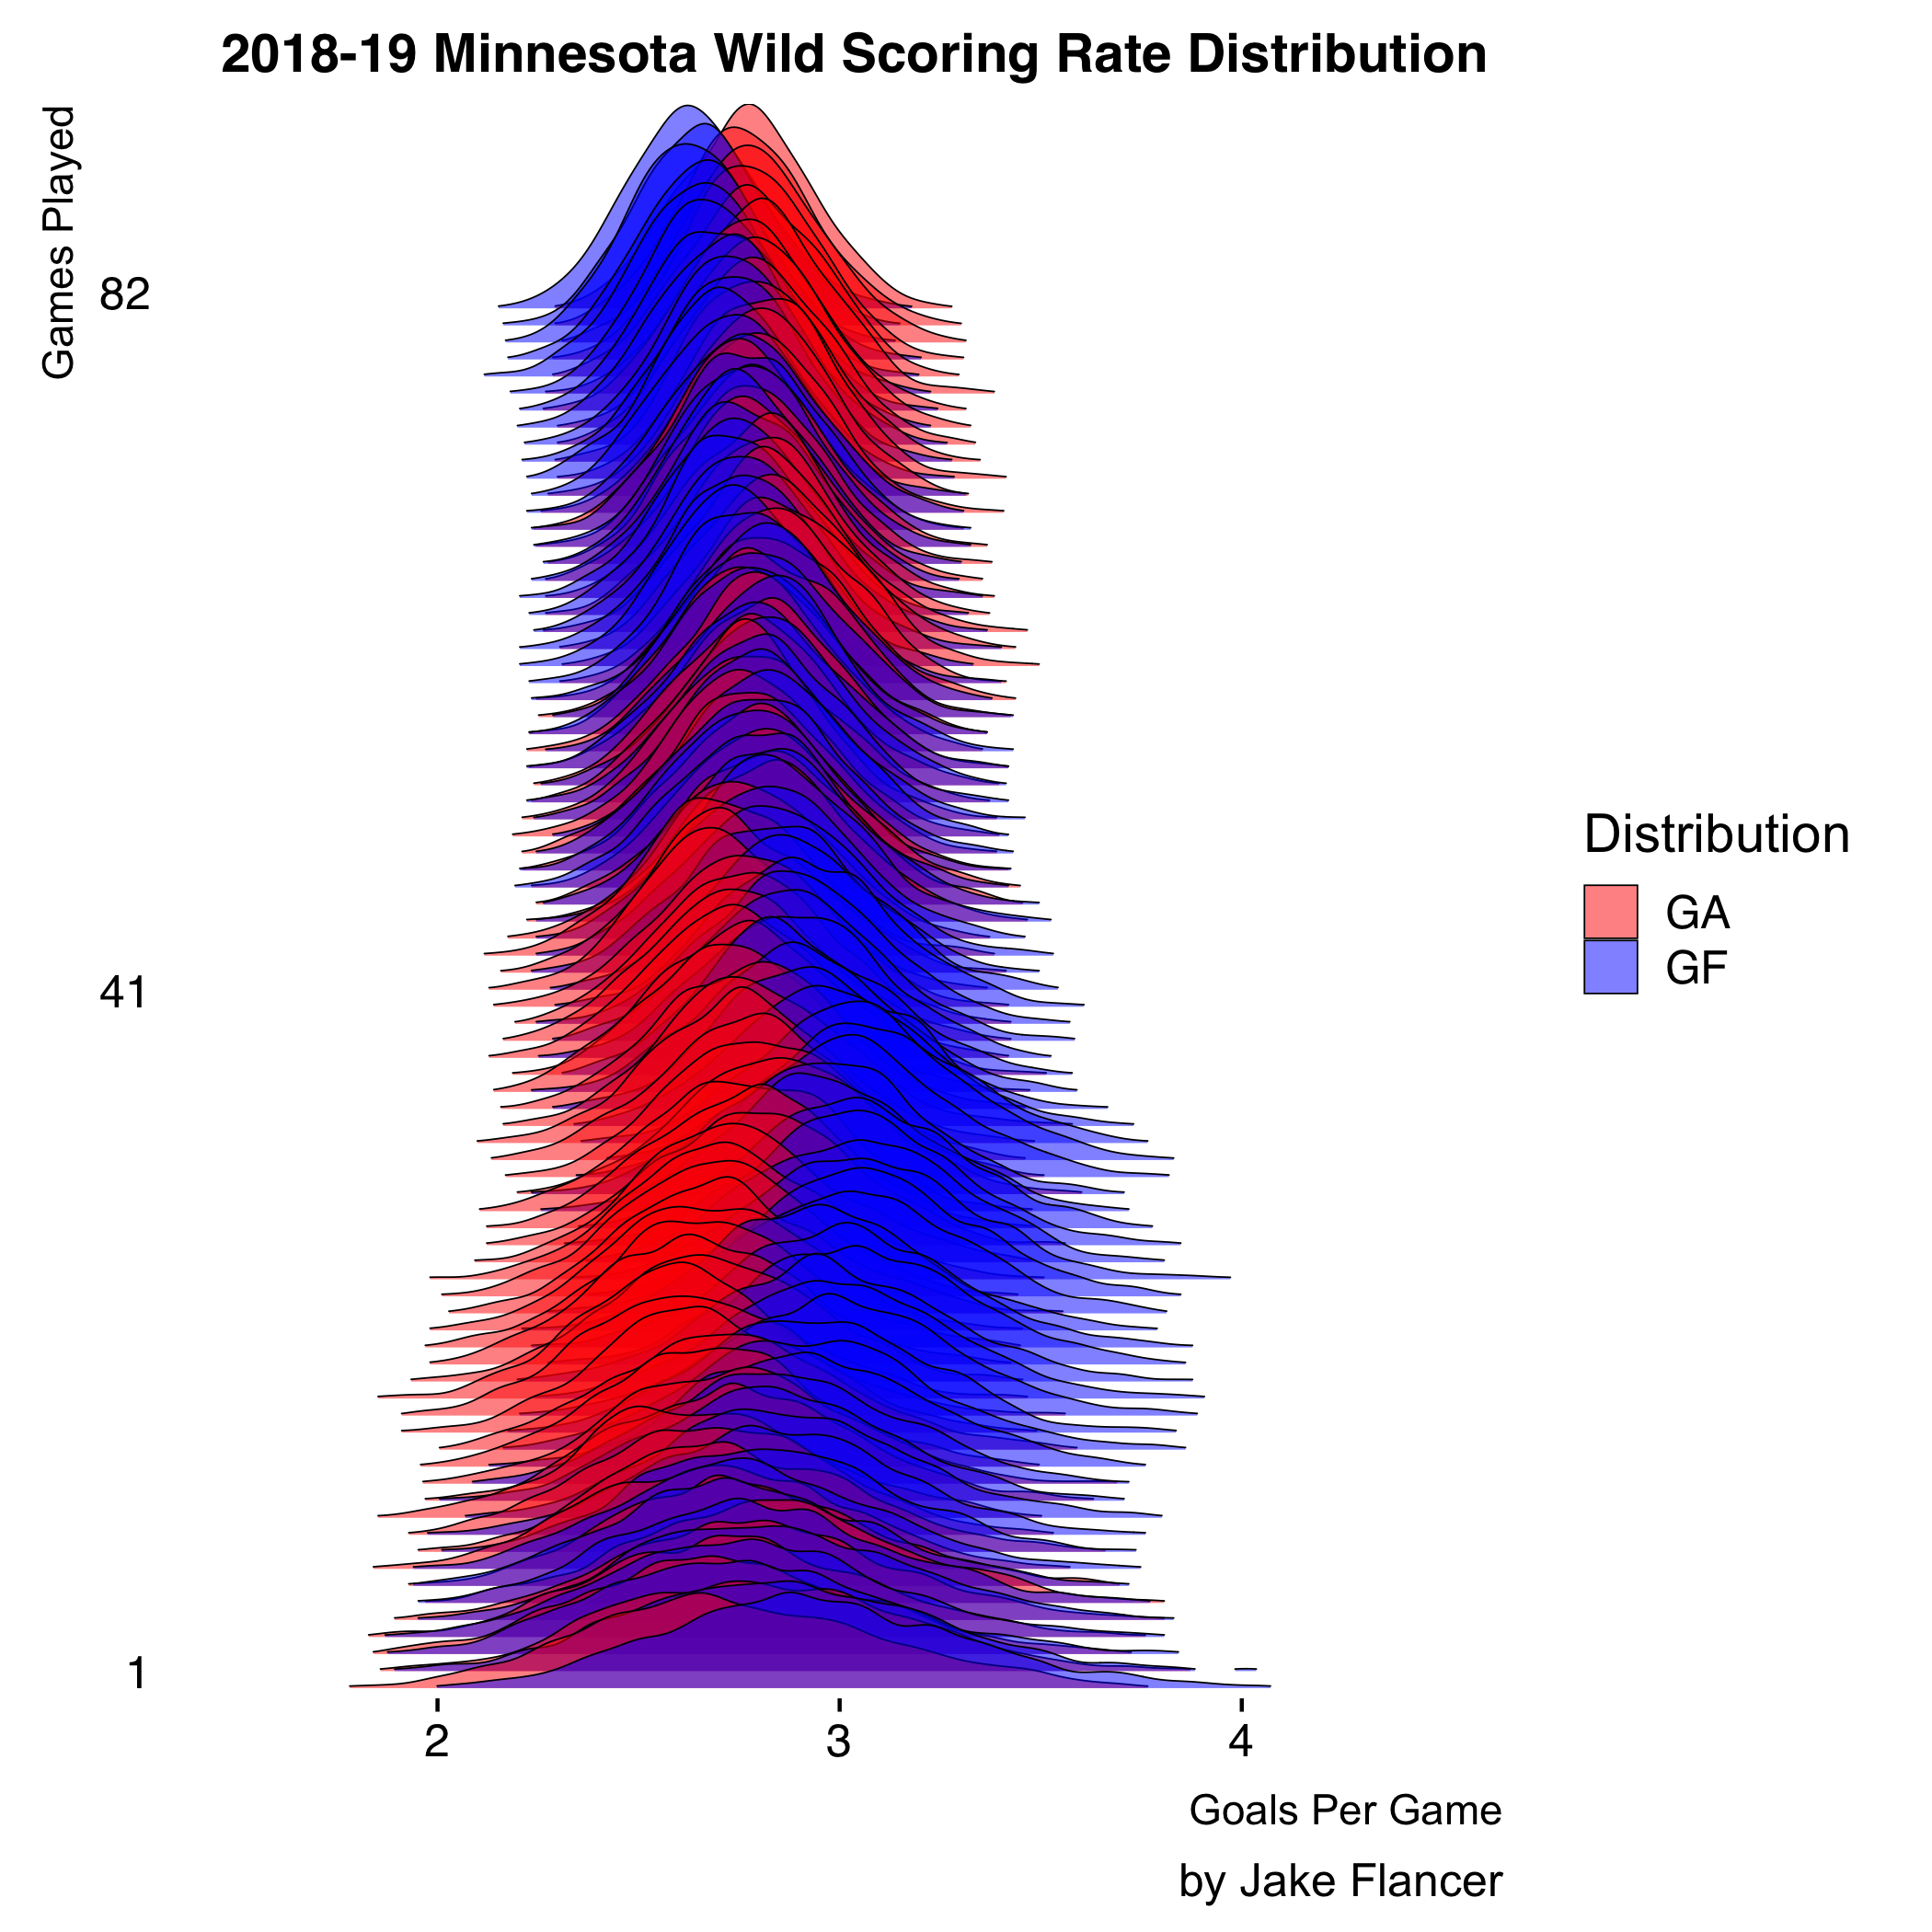 2018-19 Minnesota Wild Scoring Rate Distribution
Games Played
82
41
1
2
3
4
Goals Per Game
by Jake Flancer
Distribution
GA
GF